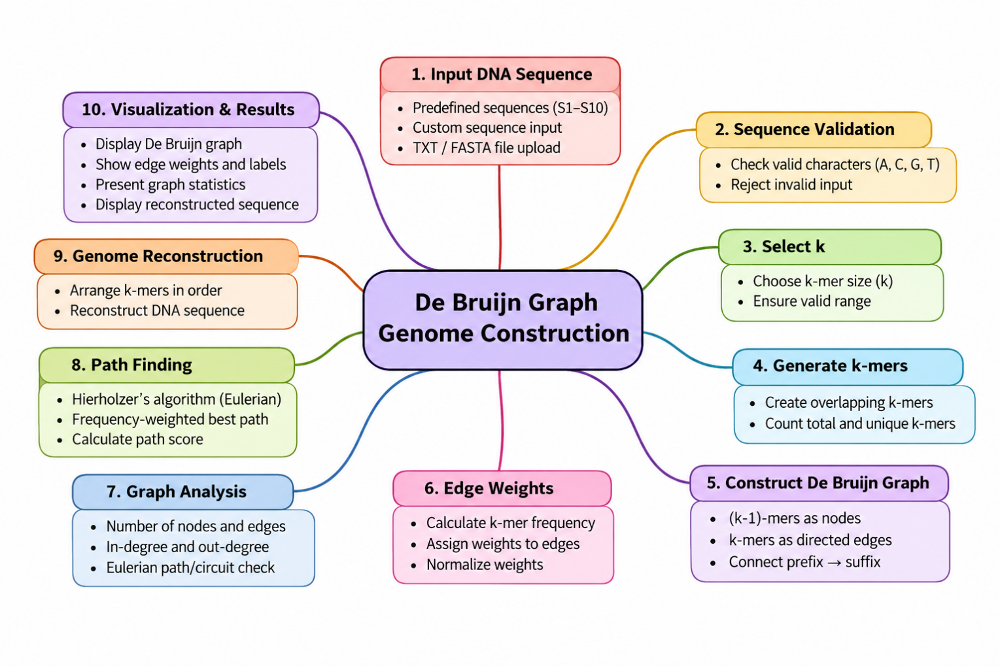 1. Input DNA Sequence
• Predefined sequences (S1–S10)
• Custom sequence input
• TXT / FASTA file upload
2. Sequence Validation
• Check valid characters (A, C, G, T)
• Reject invalid input
3. Select k
• Choose k-mer size (k)
• Ensure valid range
4. Generate k-mers
• Create overlapping k-mers
• Count total and unique k-mers
5. Construct De Bruijn Graph
• (k-1)-mers as nodes
• k-mers as directed edges
• Connect prefix → suffix
6. Edge Weights
• Calculate k-mer frequency
• Assign weights to edges
• Normalize weights
7. Graph Analysis
• Number of nodes and edges
• In-degree and out-degree
• Eulerian path/circuit check
8. Path Finding
• Hierholzer's algorithm (Eulerian)
• Frequency-weighted best path
• Calculate path score
9. Genome Reconstruction
• Arrange k-mers in order
• Reconstruct DNA sequence
10. Visualization & Results
• Display De Bruijn graph
• Show edge weights and labels
• Present graph statistics
• Display reconstructed sequence
De Bruijn Graph
Genome Construction